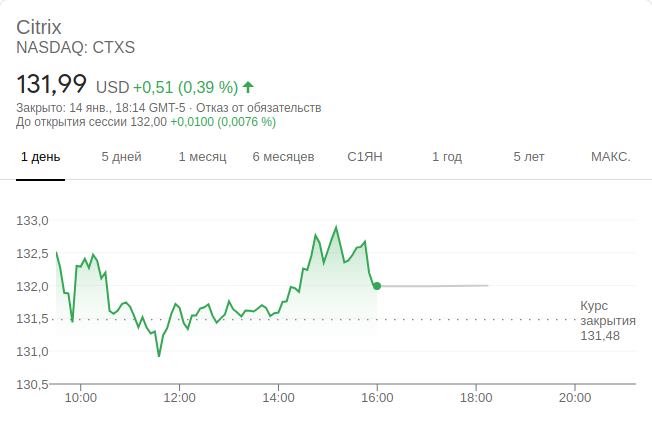 Citrix
NASDAQ: CTXS
131,99 USD +0,51 (0,39 %)
Закрыто: 14 янв., 18:14 GMT-5 · Отказ от обязательств
До открытия сессии 132,00 +0,0100 (0,0076 %)
1 день 5 дней 1 месяц 6 месяцев С1ЯН 1 год 5 лет МАКС.
133,0
132,5
132,0
131,5
131,0
130,5
Курс
закрытия
131,48
10:00 12:00 14:00 16:00 18:00 20:00